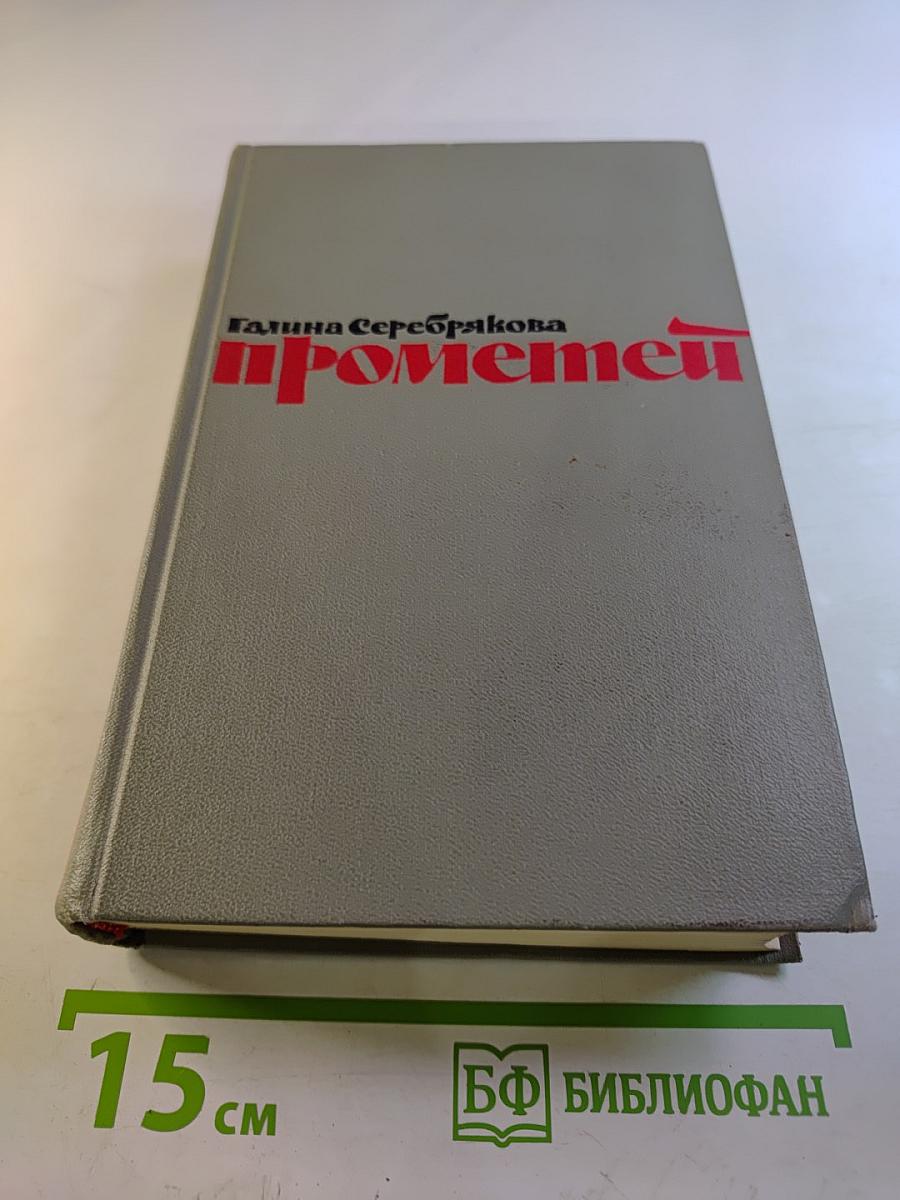 Галина Серебрякова
Прометей
15 см
БФ БИБЛИОФАН